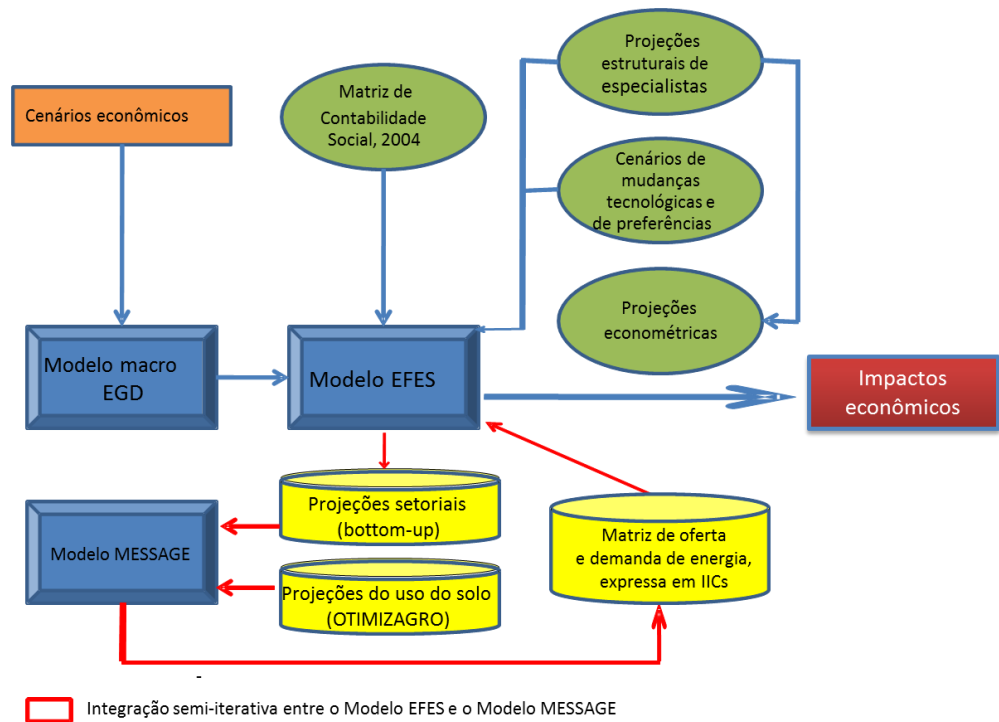 Projeções
estruturais de
especialistas
Cenários econômicos
Matriz de
Contabilidade
Social, 2004
Cenários de
mudanças
tecnológicas e
de preferências
Projeções
econométricas
Modelo macro
EGD
Modelo EFES
Impactos
econômicos
Projeções setoriais
(bottom-up)
Modelo MESSAGE
Projeções do uso do solo
(OTIMIZAGRO)
Matriz de oferta
e demanda de energia,
expressa em IICs
-
Integração semi-iterativa entre o Modelo EFES e o Modelo MESSAGE